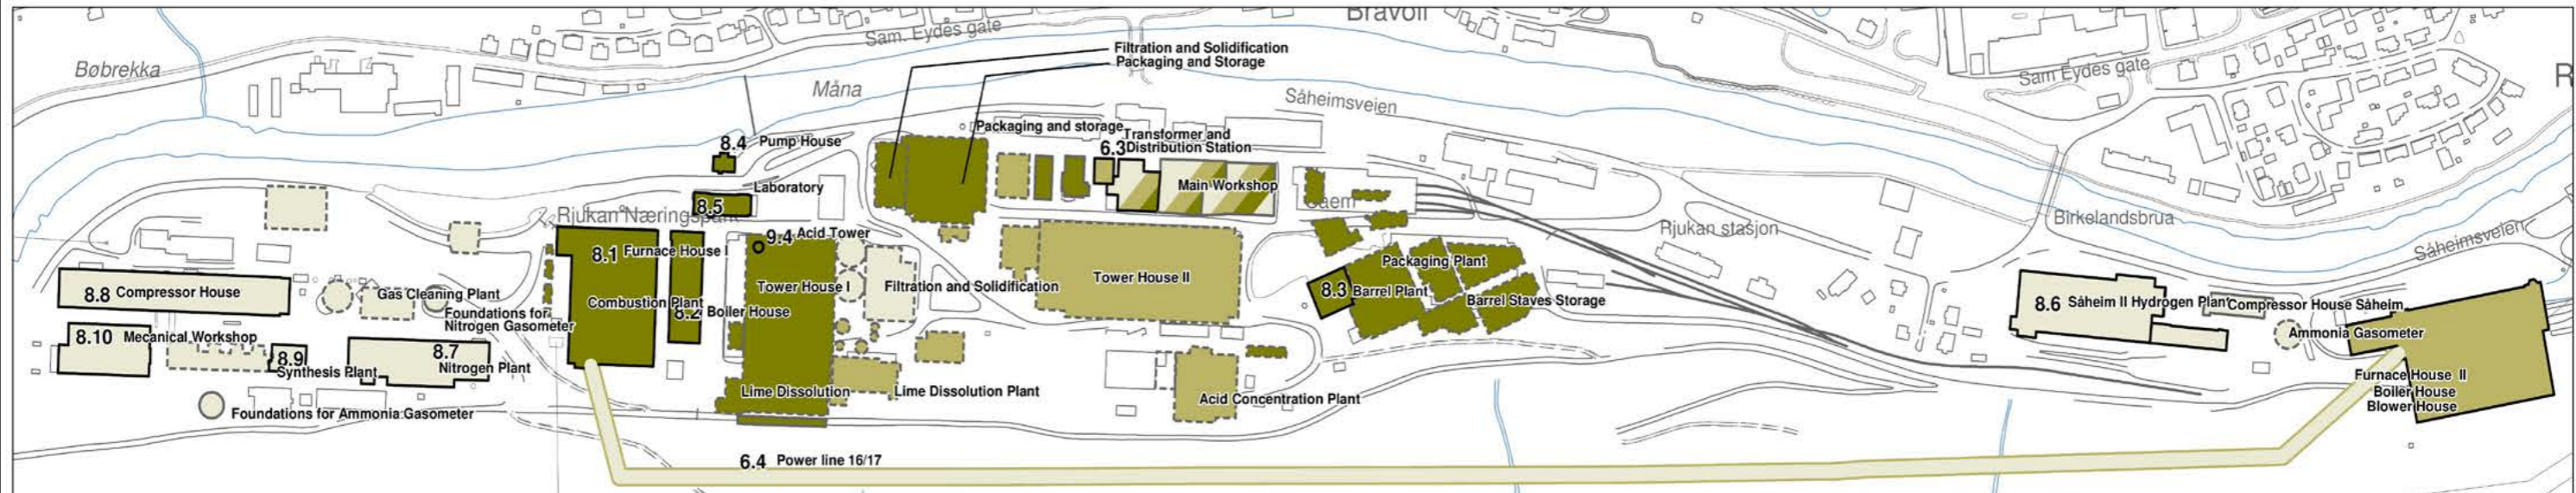 Bravoll
Sam. Eydes gate
Filtration and Solidification
Packaging and Storage
Bøbrekka
Sam Eydes gate
R
Måna
Såheimsveien
Packaging and storage
Transformer and
6.3 Distribution Station
8.4 Pump House
Laboratory
8.5
Main Workshop
Rjukan Næringspark
Birkelandsbrua
Rjukan stasjon
Såheimsveien
9.4 Acid Tower
8.1 Furnace House I
Packaging Plant
Tower House II
Tower House I
Filtration and Solidification
8.8 Compressor House
Gas Cleaning Plant
8.3 Barrel Plant
Barrel Staves Storage
Combustion Plant
8.2 Boiler House
8.6 Såheim II Hydrogen Plant
Compressor House Såheim
Foundations for
Nitrogen Gasometer
Ammonia Gasometer
8.10 Mecanical Workshop
8.9
Synthesis Plant
8.7
Nitrogen Plant
Furnace House II
Boiler House
Blower House
Lime Dissolution
Lime Dissolution Plant
Acid Concentration Plant
Foundations for Ammonia Gasometer
6.4 Power line 16/17